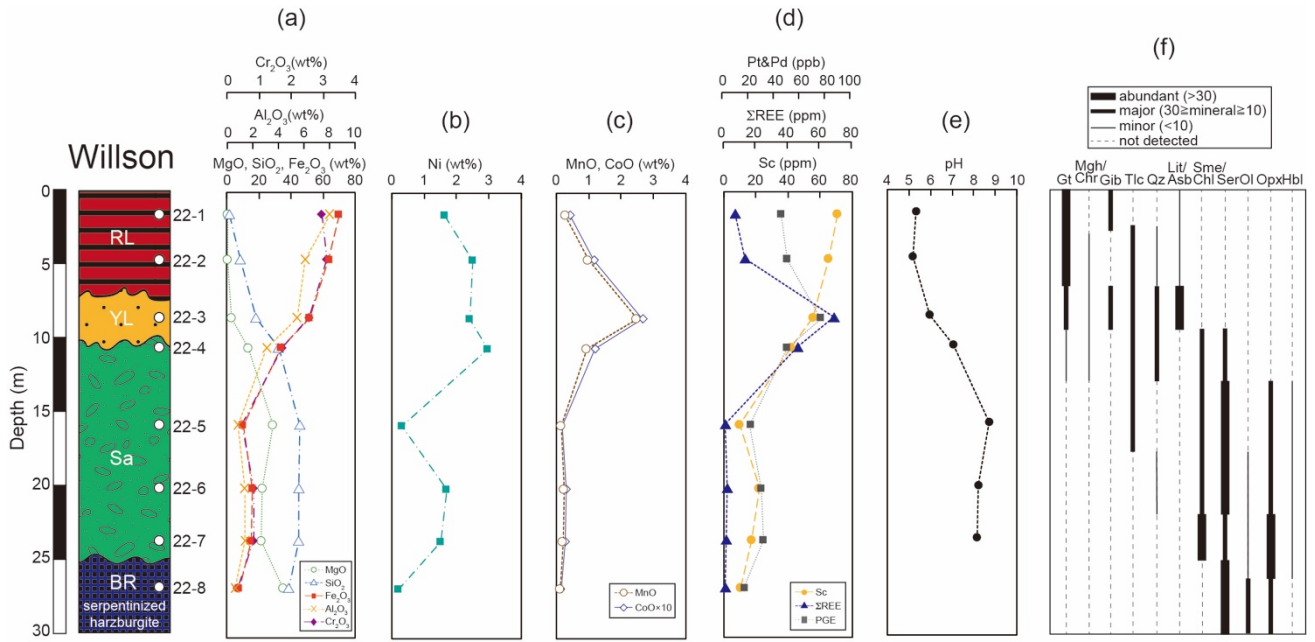 (a)
(b)
(c)
(d)
(e)
(f)
Cr₂O₃(wt%)
0 1 2 3 4
Al₂O₃(wt%)
0 2 4 6 8 10
MgO, SiO₂, Fe₂O₃ (wt%)
0 20 40 60 80
Ni (wt%)
0 1 2 3 4
MnO, CoO (wt%)
0 1 2 3 4
Pt&Pd (ppb)
0 20 40 60 80 100
ΣREE (ppm)
0 20 40 60 80
Sc (ppm)
0 20 40 60 80
pH
4 5 6 7 8 9 10
abundant (>30)
major (30≥mineral≥10)
minor (<10)
not detected
Mgh/ Lit/ Sme/
Gt Chr Gib Tlc Qz Asb Chl Ser Ol Opx Hbl
Willson
Depth (m)
0
5
10
15
20
25
30
RL
YL
Sa
BR
serpentinized
harzburgite
22-1
22-2
22-3
22-4
22-5
22-6
22-7
22-8
MgO
SiO₂
Fe₂O₃
Al₂O₃
Cr₂O₃
MnO
CoO×10
Sc
ΣREE
PGE